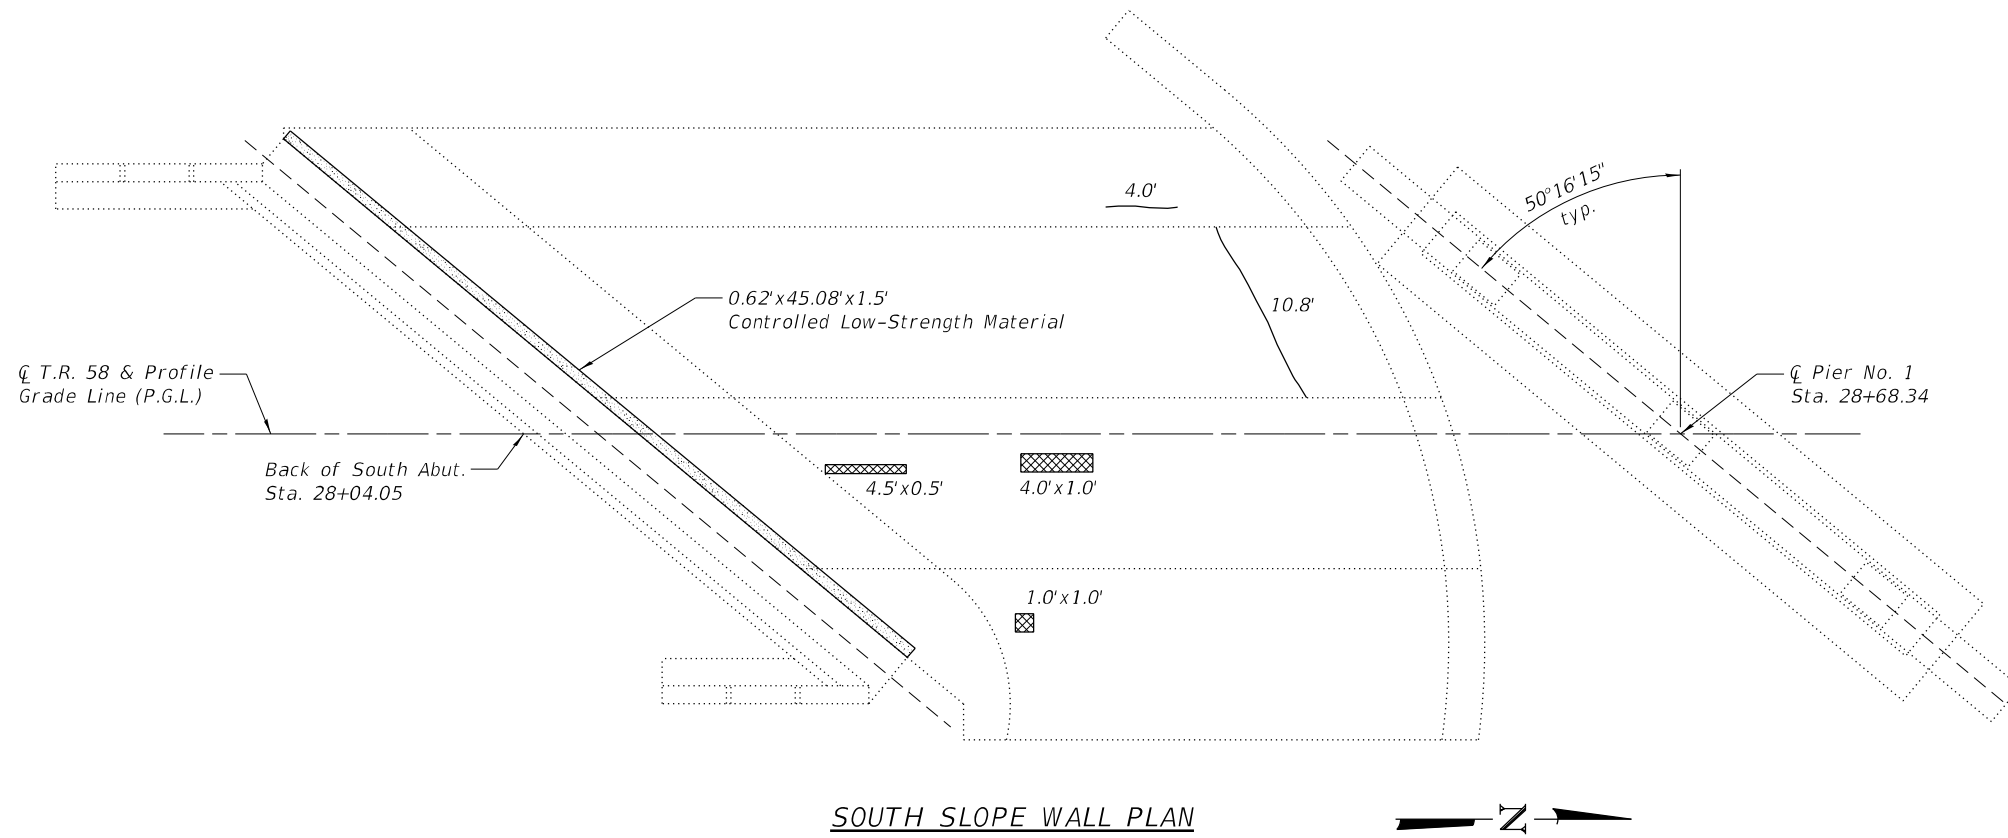 4.0'
50°16'15"
typ.
10.8'
0.62'x45.08'x1.5'
Controlled Low-Strength Material
℄ T.R. 58 & Profile
Grade Line (P.G.L.)
℄ Pier No. 1
Sta. 28+68.34
Back of South Abut.
Sta. 28+04.05
4.5'x0.5'
4.0'x1.0'
1.0'x1.0'
SOUTH SLOPE WALL PLAN
N